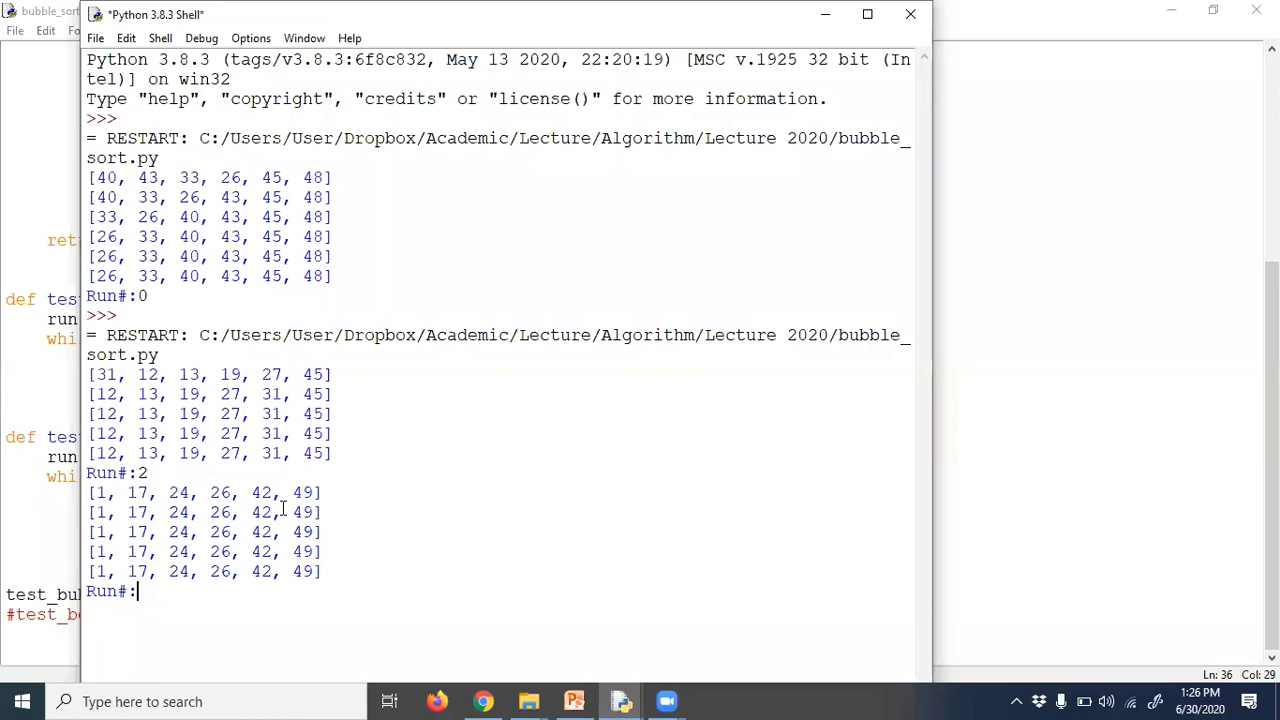 bubble_sor
*Python 3.8.3 Shell*
File Edit Fo
File Edit Shell Debug Options Window Help
Python 3.8.3 (tags/v3.8.3:6f8c832, May 13 2020, 22:20:19) [MSC v.1925 32 bit (In
tel)] on win32
Type "help", "copyright", "credits" or "license()" for more information.
>>>
= RESTART: C:/Users/User/Dropbox/Academic/Lecture/Algorithm/Lecture 2020/bubble_
sort.py
[40, 43, 33, 26, 45, 48]
[40, 33, 26, 43, 45, 48]
[33, 26, 40, 43, 45, 48]
[26, 33, 40, 43, 45, 48]
[26, 33, 40, 43, 45, 48]
[26, 33, 40, 43, 45, 48]
Run#:0
>>>
= RESTART: C:/Users/User/Dropbox/Academic/Lecture/Algorithm/Lecture 2020/bubble_
sort.py
[31, 12, 13, 19, 27, 45]
[12, 13, 19, 27, 31, 45]
[12, 13, 19, 27, 31, 45]
[12, 13, 19, 27, 31, 45]
[12, 13, 19, 27, 31, 45]
Run#:2
[1, 17, 24, 26, 42, 49]
[1, 17, 24, 26, 42, 49]
[1, 17, 24, 26, 42, 49]
[1, 17, 24, 26, 42, 49]
[1, 17, 24, 26, 42, 49]
Run#:
retu
def tes
run
whi
def tes
run
whi
test_bu
#test_be
Ln: 36 Col: 29
Type here to search
1:26 PM
6/30/2020